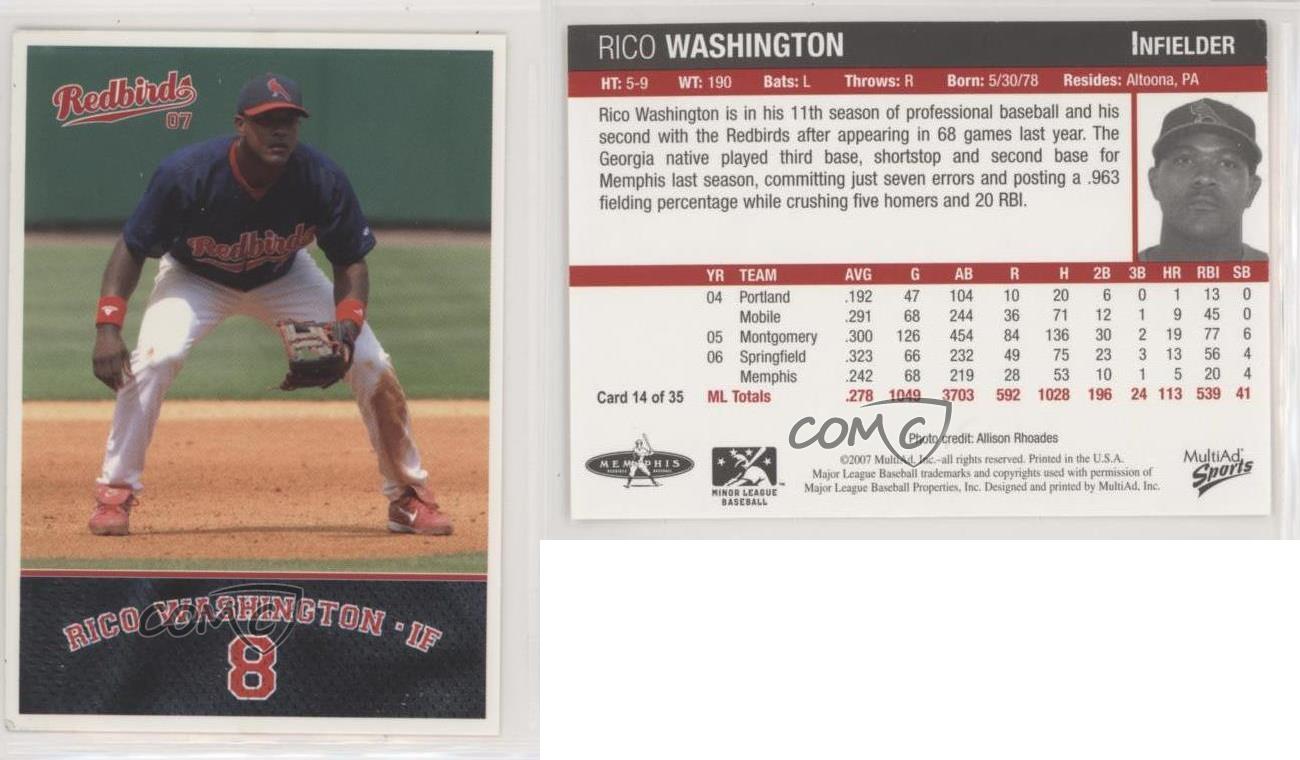 Redbirds
07
Redbirds
RICO WASHINGTON · IF
8
COMC
RICO WASHINGTON INFIELDER
HT: 5-9 WT: 190 Bats: L Throws: R Born: 5/30/78 Resides: Altoona, PA
Rico Washington is in his 11th season of professional baseball and his
second with the Redbirds after appearing in 68 games last year. The
Georgia native played third base, shortstop and second base for
Memphis last season, committing just seven errors and posting a .963
fielding percentage while crushing five homers and 20 RBI.
YR TEAM AVG G AB R H 2B 3B HR RBI SB
04 Portland .192 47 104 10 20 6 0 1 13 0
Mobile .291 68 244 36 71 12 1 9 45 0
05 Montgomery .300 126 454 84 136 30 2 19 77 6
06 Springfield .323 66 232 49 75 23 3 13 56 4
Memphis .242 68 219 28 53 10 1 5 20 4
Card 14 of 35 ML Totals .278 1049 3703 592 1028 196 24 113 539 41
COMC
Photo credit: Allison Rhoades
©2007 MultiAd, Inc.-all rights reserved. Printed in the U.S.A.
Major League Baseball trademarks and copyrights used with permission of
Major League Baseball Properties, Inc. Designed and printed by MultiAd, Inc.
MEMPHIS
MINOR LEAGUE
BASEBALL
MultiAd
Sports